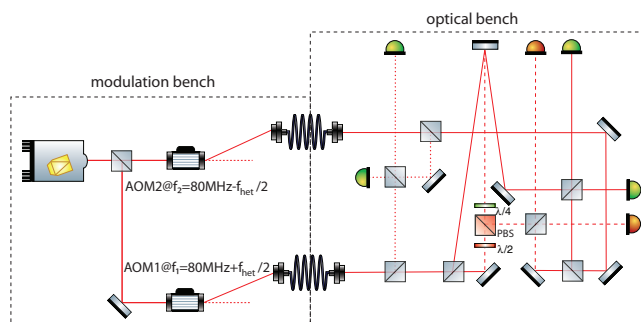 optical bench
modulation bench
AOM2@f₂=80MHz-fhet/2
λ/4
PBS
λ/2
AOM1@f₁=80MHz+fhet/2